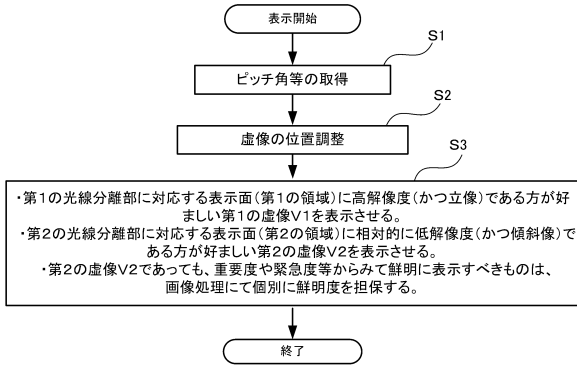 表示開始
S1
ピッチ角等の取得
S2
虚像の位置調整
S3
・第1の光線分離部に対応する表示面(第1の領域)に高解像度(かつ立像)である方が好
ましい第1の虚像V1を表示させる。
・第2の光線分離部に対応する表示面(第2の領域)に相対的に低解像度(かつ傾斜像)で
ある方が好ましい第2の虚像V2を表示させる。
・第2の虚像V2であっても、重要度や緊急度等からみて鮮明に表示すべきものは、
画像処理にて個別に鮮明度を担保する。
終了